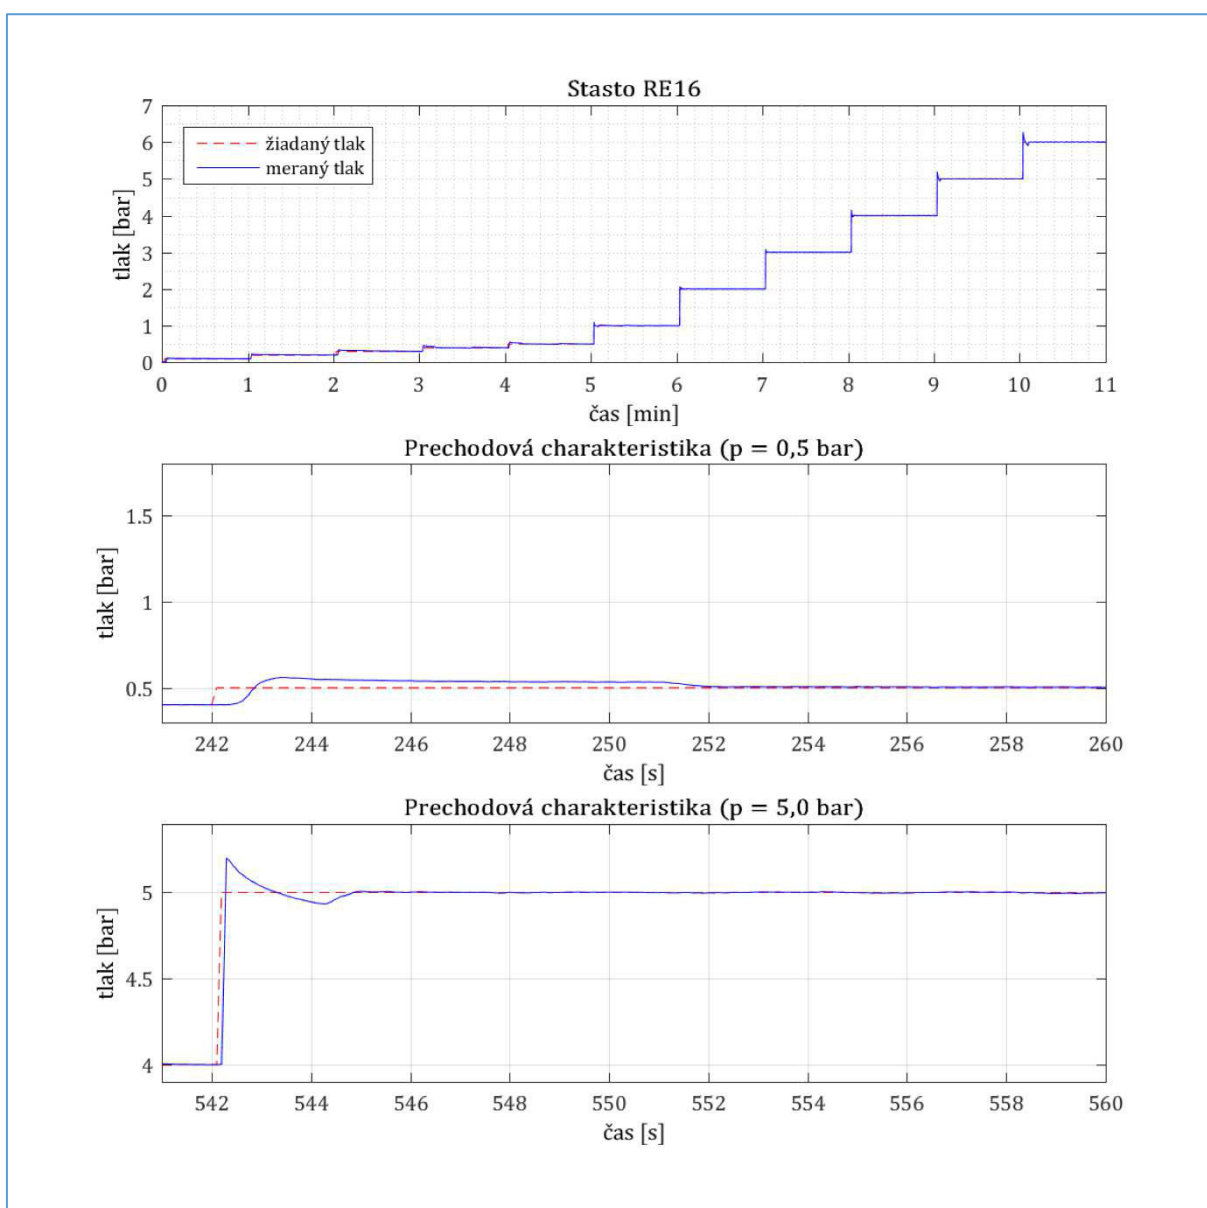 Stasto RE16
7
6
5
4
3
2
1
0
tlak [bar]
žiadaný tlak
meraný tlak
0 1 2 3 4 5 6 7 8 9 10 11
čas [min]
Prechodová charakteristika (p = 0,5 bar)
1.5
1
0.5
tlak [bar]
242 244 246 248 250 252 254 256 258 260
čas [s]
Prechodová charakteristika (p = 5,0 bar)
5
4.5
4
tlak [bar]
542 544 546 548 550 552 554 556 558 560
čas [s]